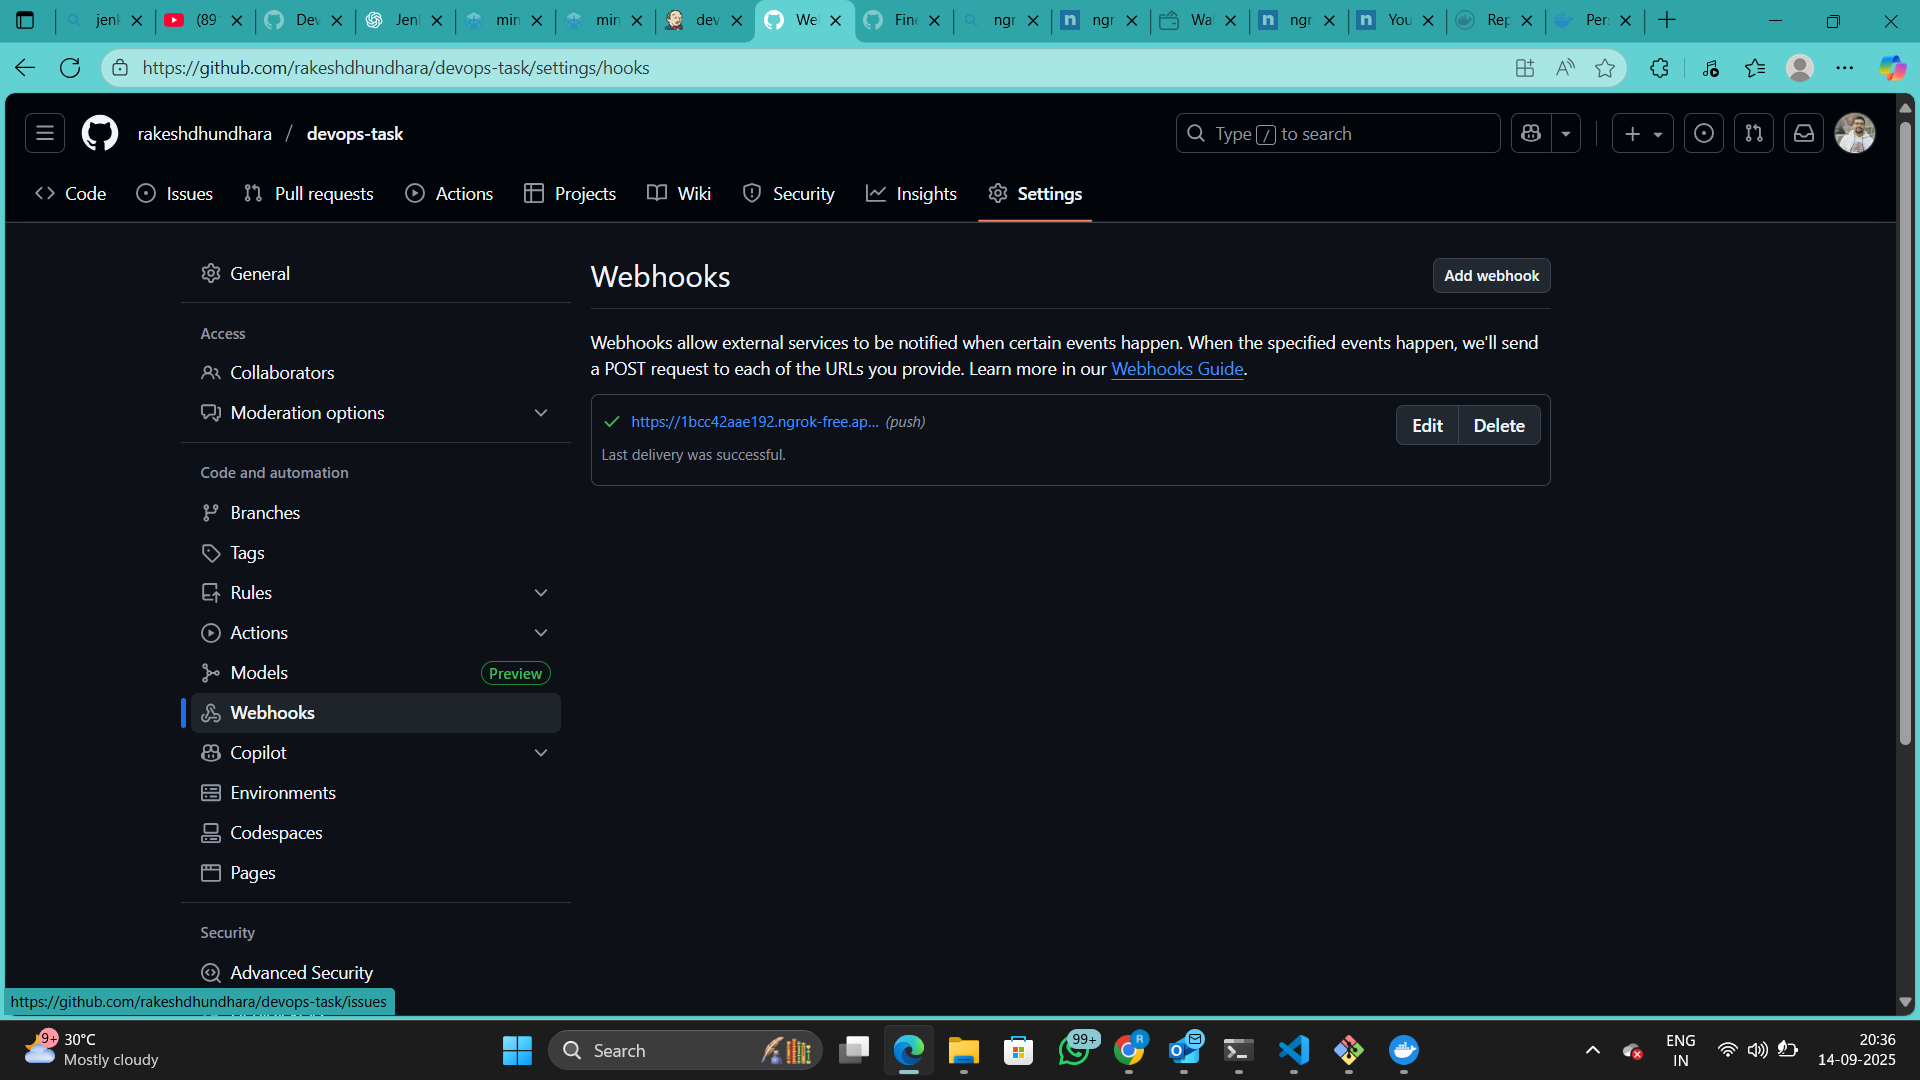 jenk
(89
Dev
Jenl
min
min
dev
We
Fine
ngr
ngr
Wal
ngr
You
Rep
Per
https://github.com/rakeshdhundhara/devops-task/settings/hooks
rakeshdhundhara / devops-task
Type / to search
Code
Issues
Pull requests
Actions
Projects
Wiki
Security
Insights
Settings
General
Access
Collaborators
Moderation options
Code and automation
Branches
Tags
Rules
Actions
Models
Preview
Webhooks
Copilot
Environments
Codespaces
Pages
Security
Advanced Security
Webhooks
Add webhook
Webhooks allow external services to be notified when certain events happen. When the specified events happen, we'll send
a POST request to each of the URLs you provide. Learn more in our Webhooks Guide.
https://1bcc42aae192.ngrok-free.ap... (push)
Edit
Delete
Last delivery was successful.
https://github.com/rakeshdhundhara/devops-task/issues
9+
30°C
Mostly cloudy
Search
99+
R
ENG
IN
20:36
14-09-2025